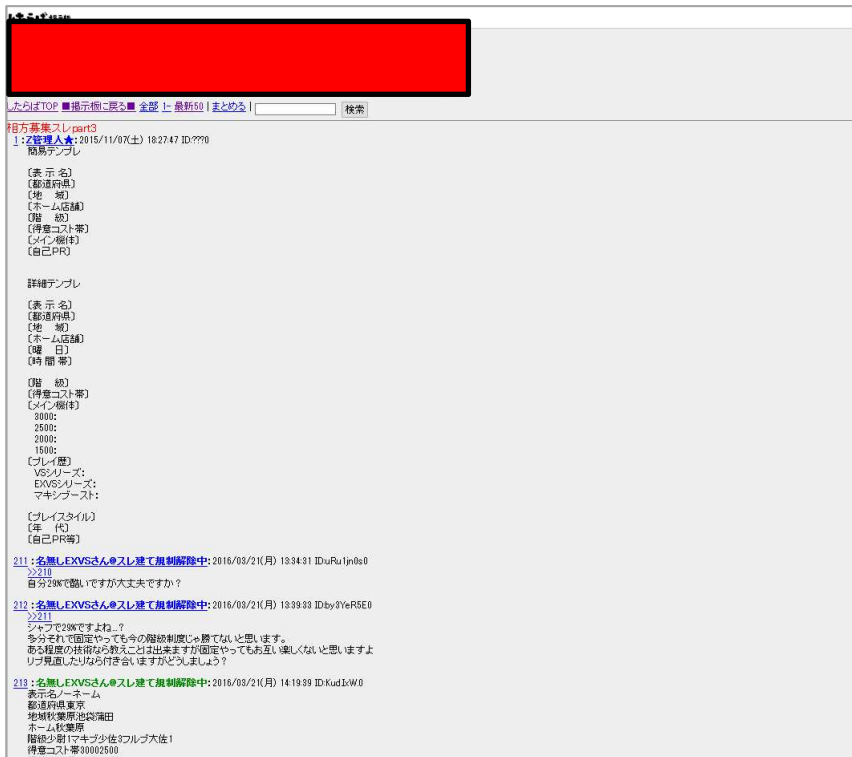 したらばTOP ■掲示板に戻る■ 全部 1- 最新50 | まとめる | 検索
相方募集スレpart3
1 : Z管理人★: 2015/11/07(土) 18:27:47 ID:???0
簡易テンプレ
〔表 示 名〕
〔都道府県〕
〔地　域〕
〔ホーム店舗〕
〔階　級〕
〔得意コスト帯〕
〔メイン機体〕
〔自己PR〕
詳細テンプレ
〔表 示 名〕
〔都道府県〕
〔地　域〕
〔ホーム店舗〕
〔曜　日〕
〔時 間 帯〕
〔階　級〕
〔得意コスト帯〕
〔メイン機体〕
3000:
2500:
2000:
1500:
〔プレイ歴〕
VSシリーズ:
EXVSシリーズ:
マキシブースト:
〔プレイスタイル〕
〔年　代〕
〔自己PR等〕
211 : 名無しEXVSさん@スレ建て規制解除中: 2016/03/21(月) 13:34:31 ID:uRu1jn0s0
>>210
自分29%で酷いですが大丈夫ですか？
212 : 名無しEXVSさん@スレ建て規制解除中: 2016/03/21(月) 13:39:33 ID:by3YeR5E0
>>211
シャフで29%ですよね…？
多分それで固定やっても今の階級制度じゃ勝てないと思います。
ある程度の技術なら教えことは出来ますが固定やってもお互い楽しくないと思いますよ
リプ見直したりなら付き合いますがどうしましょう？
213 : 名無しEXVSさん@スレ建て規制解除中: 2016/03/21(月) 14:19:39 ID:KudIxW.0
表示名ノーネーム
都道府県東京
地域秋葉原池袋蒲田
ホーム秋葉原
階級少尉1マキブ少佐3フルブ大佐1
得意コスト帯30002500